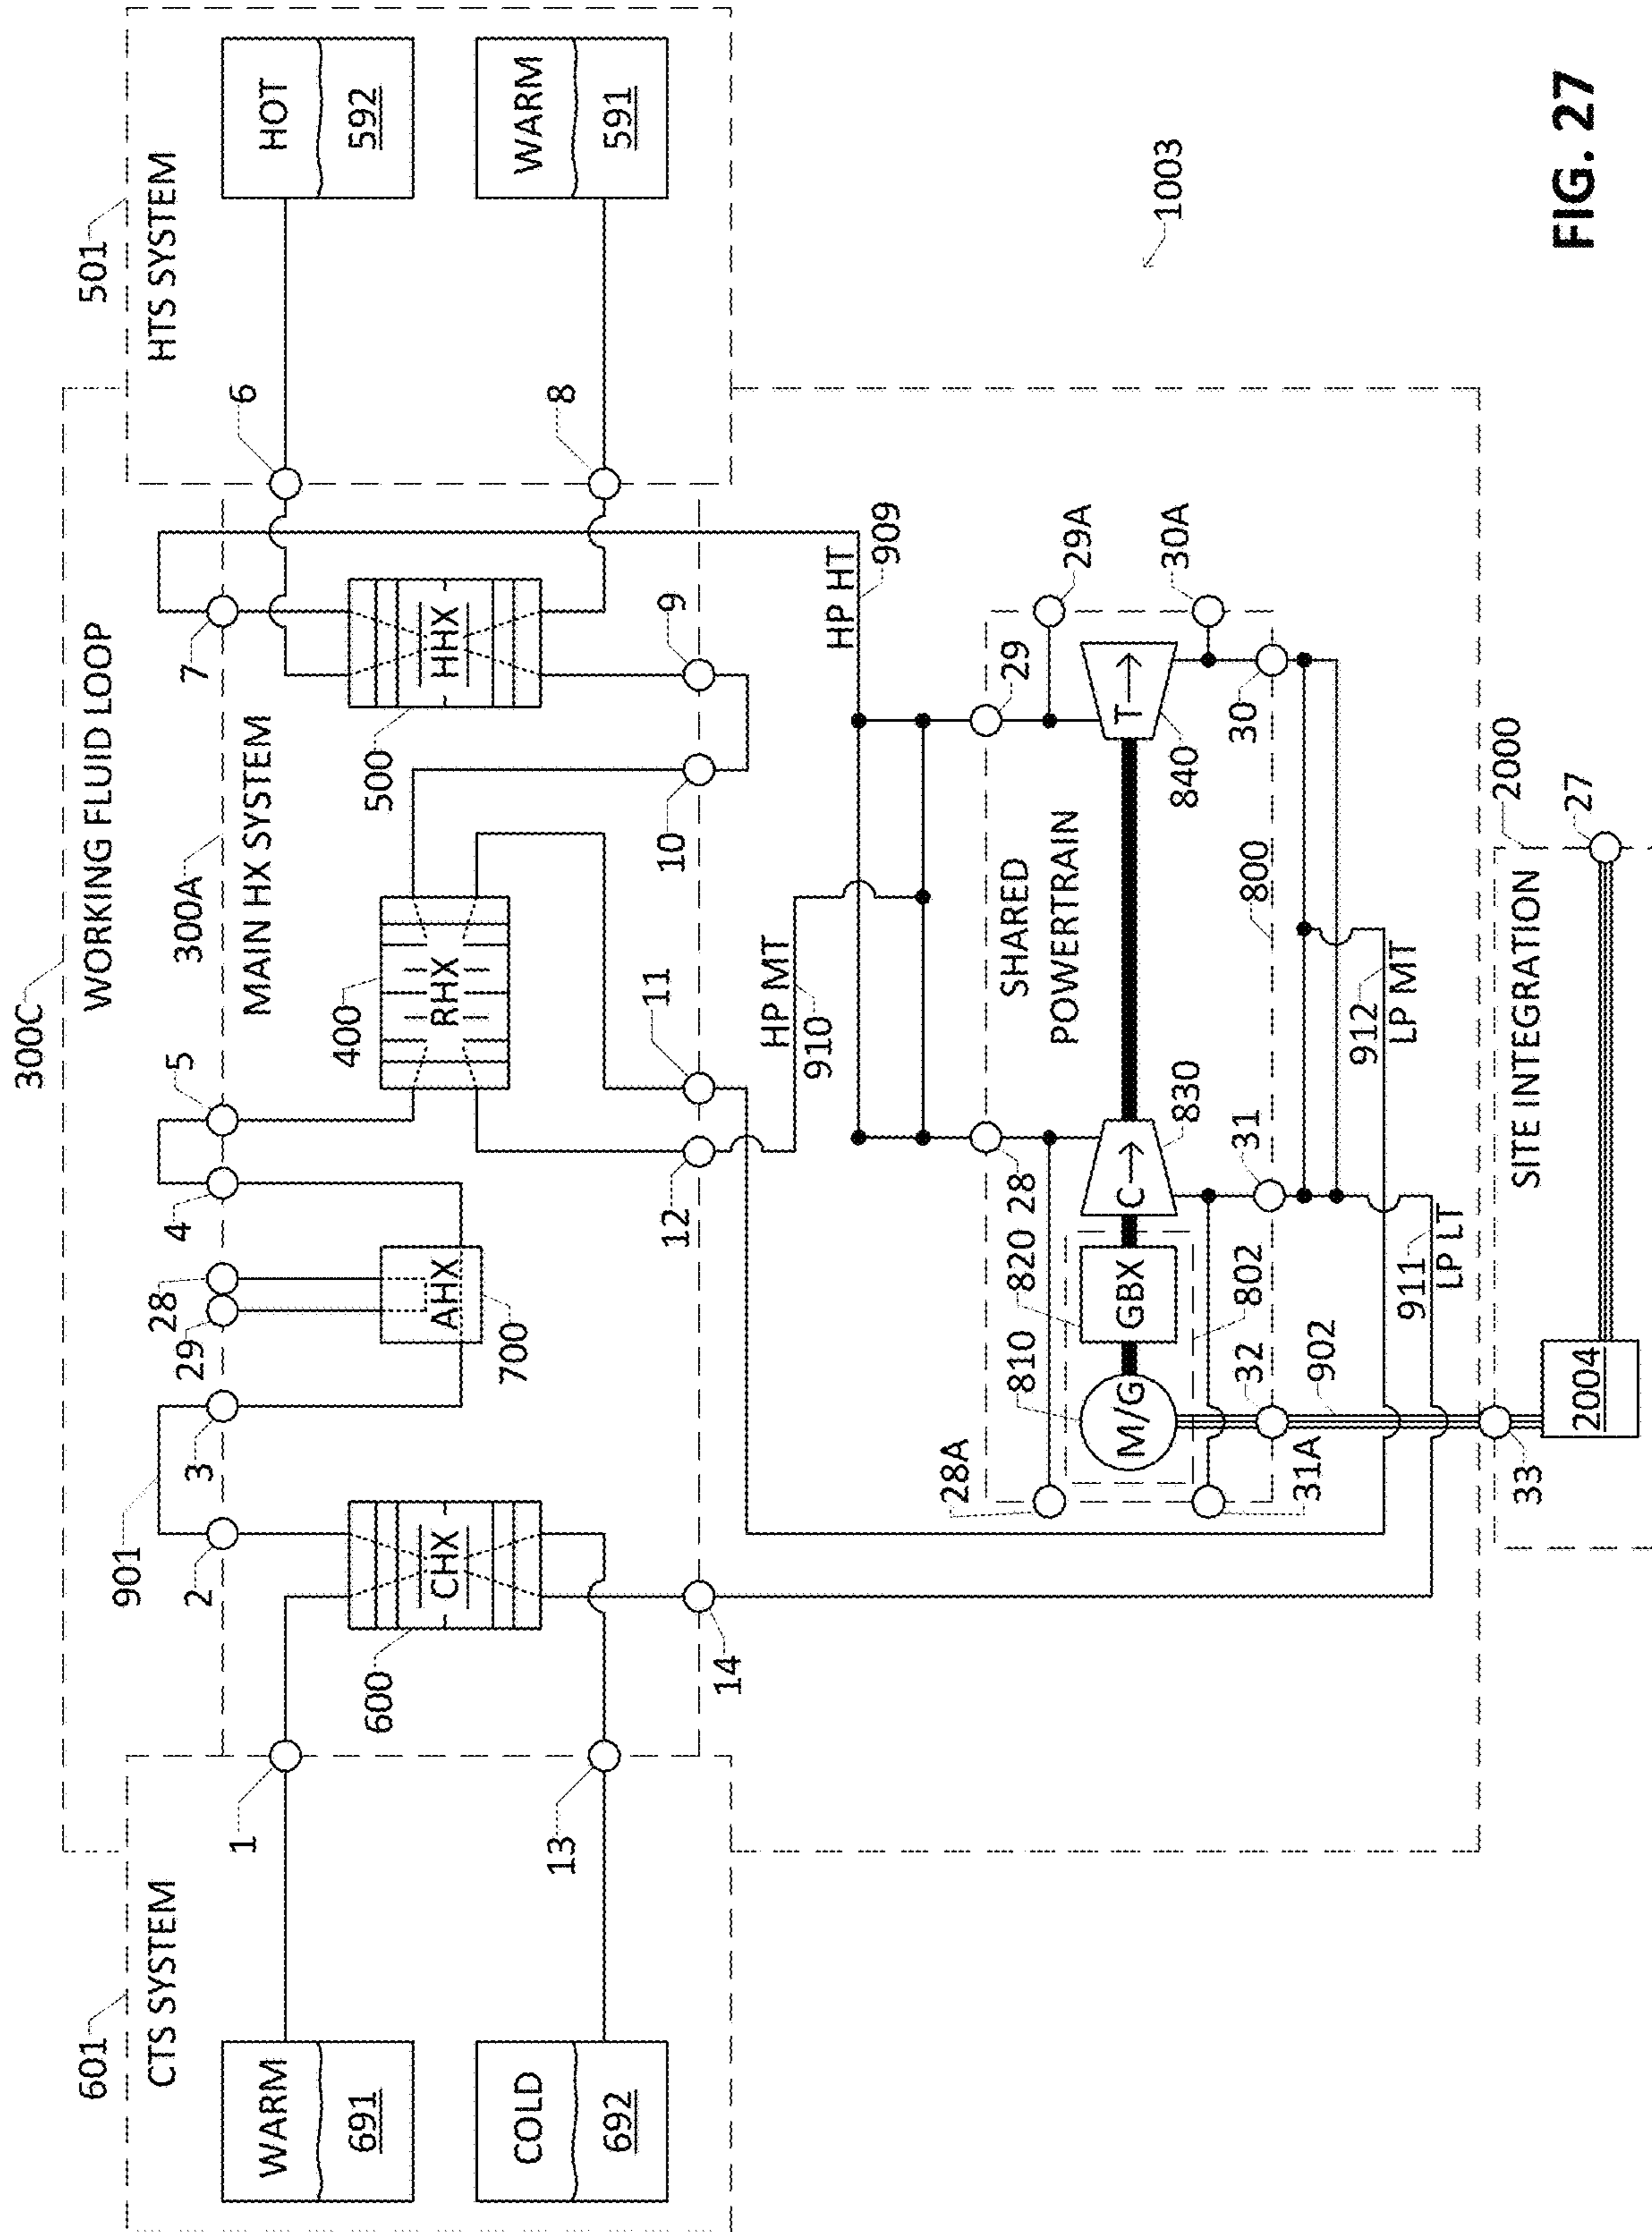 300C
WORKING FLUID LOOP
601
CTS SYSTEM
WARM
691
COLD
692
1
13
300A
MAIN HX SYSTEM
901
2
3
29
28
4
5
7
6
8
501
HTS SYSTEM
HOT
592
WARM
591
600
CHX
700
AHX
400
RHX
500
HHX
14
12
11
10
9
HP MT
910
HP HT
909
28A
28
29
29A
SHARED
POWERTRAIN
810
820
M/G
GBX
C
830
T
840
802
30A
31A
32
31
800
30
902
911
LP LT
912
LP MT
1003
33
SITE INTEGRATION
2000
2004
27
FIG. 27